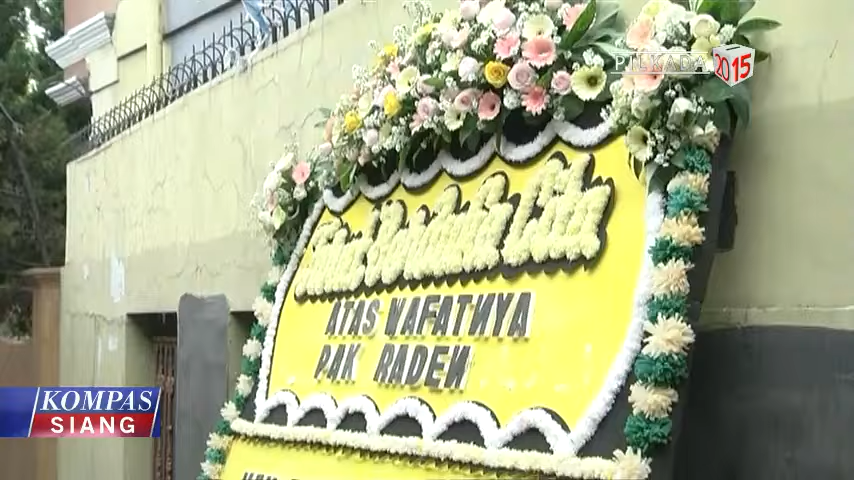 PILKADA 2015
Turut Berduka Cita
ATAS WAFATNYA
PAK RADEN
KOMPAS
SIANG